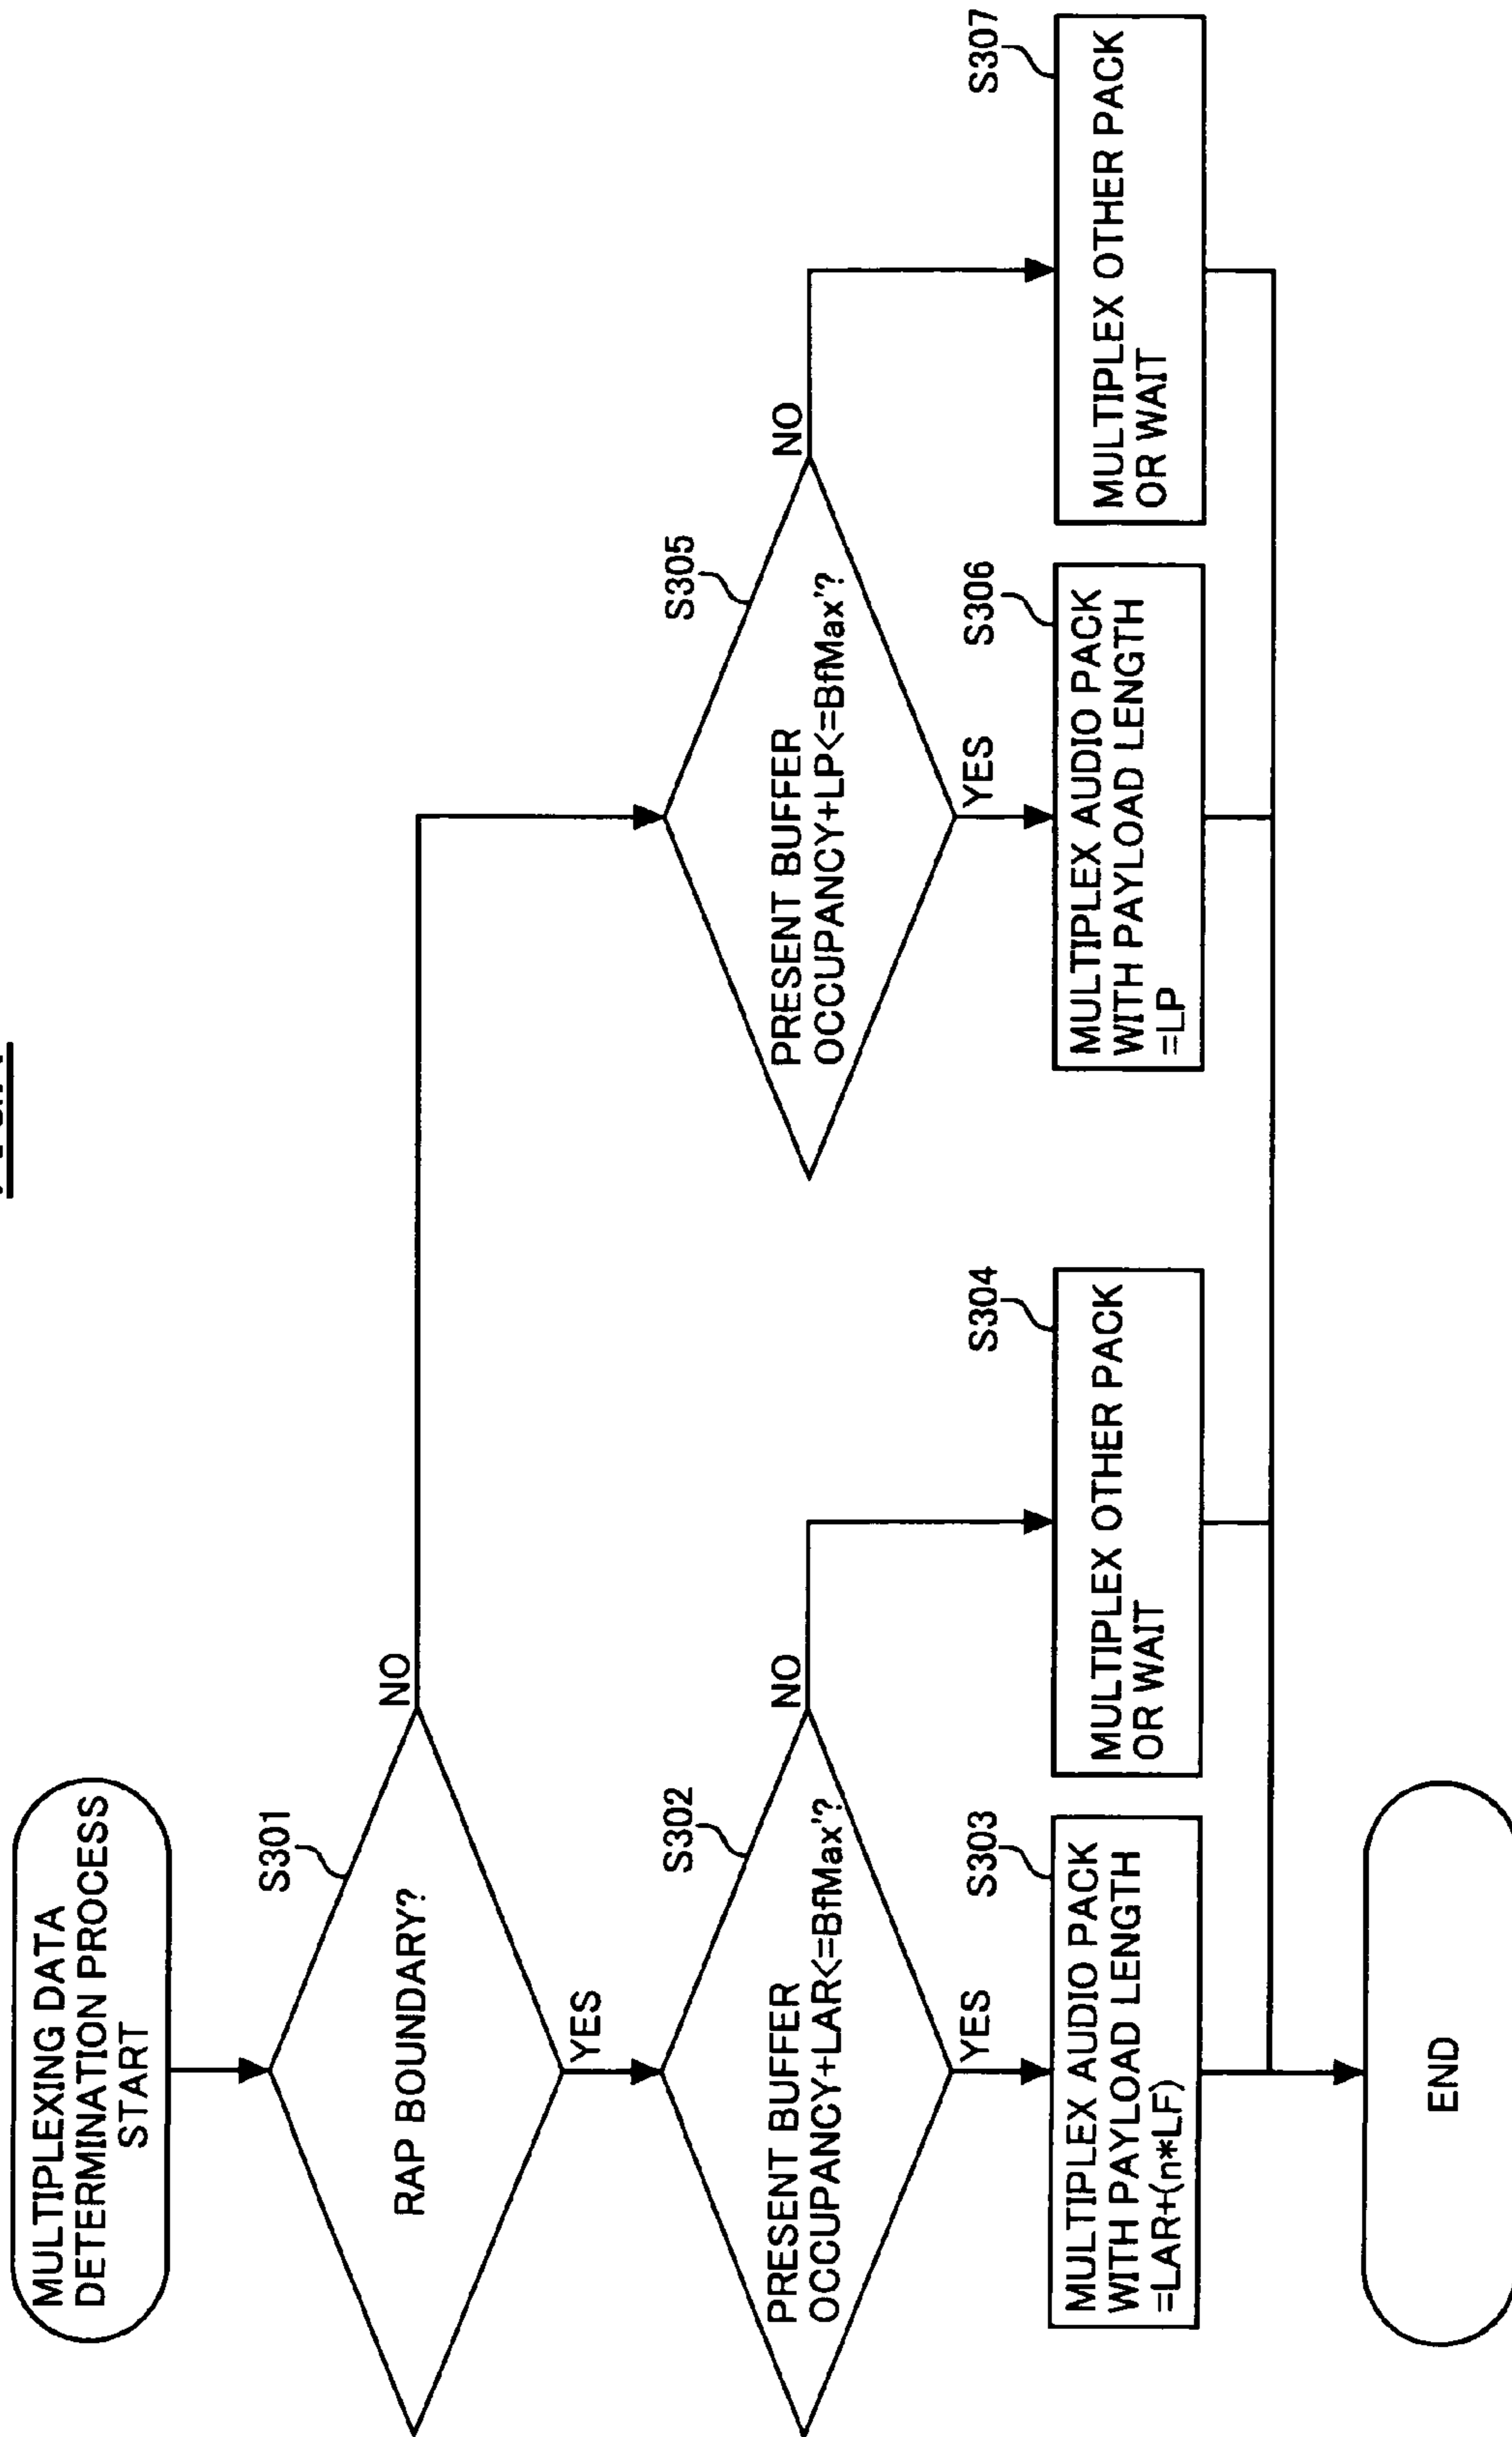 MULTIPLEXING DATA
DETERMINATION PROCESS
START
S301
RAP BOUNDARY?
NO
YES
S302
PRESENT BUFFER
OCCUPANCY+LAR<=BfMax'?
NO
YES
S303
MULTIPLEX AUDIO PACK
WITH PAYLOAD LENGTH
=LAR+(n*LF)
S304
MULTIPLEX OTHER PACK
OR WAIT
S305
PRESENT BUFFER
OCCUPANCY+LP<=BfMax'?
NO
YES
S306
MULTIPLEX AUDIO PACK
WITH PAYLOAD LENGTH
=LP
S307
MULTIPLEX OTHER PACK
OR WAIT
END